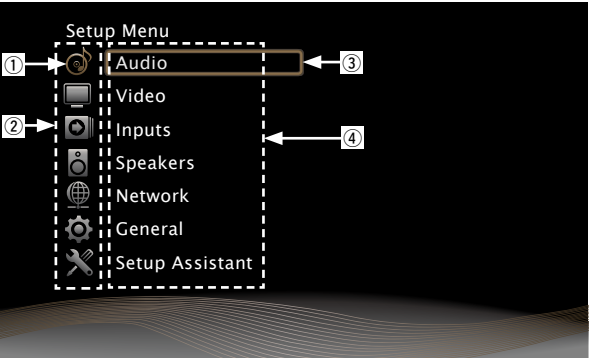 Setup Menu
① Audio ③
Video
② Inputs ④
Speakers
Network
General
Setup Assistant